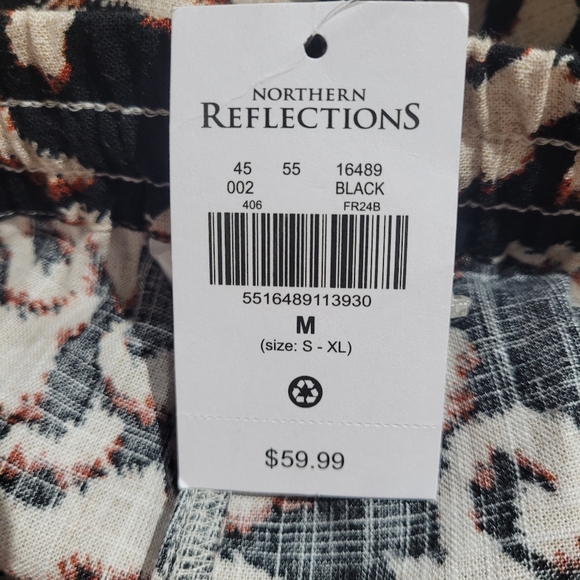 NORTHERN
REFLECTIONS
45 55 16489
002 BLACK
406 FR24B
5516489113930
M
(size: S - XL)
$59.99